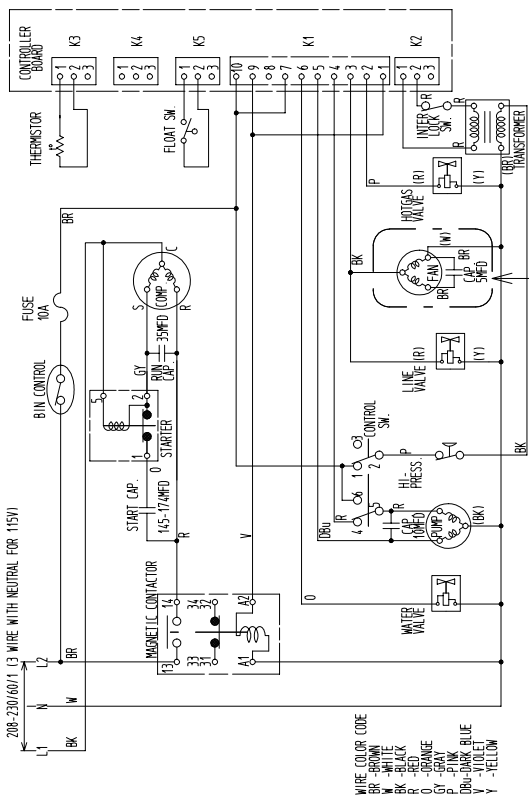 208-230/60/1 (3 WIRE WITH NEUTRAL FOR 115V)
L1
N
L2
BK
W
BR
BIN CONTROL
FUSE
10A
BR
THERMISTOR
t°
CONTROLLER
BOARD
K3
1
2
3
K4
1
2
3
K5
1
2
3
FLOAT SW.
K1
10
9
8
7
6
5
4
3
2
1
K2
1
2
3
MAGNETIC CONTACTOR
13
14
33
34
31
32
A1
A2
R
V
START CAP.
145-174MFD
O
STARTER
1
2
5
GY
RUN
CAP.
35MFD
COMP.
S
R
C
WATER
VALVE
O
DBu
R
PUMP
CAP.
10MFD
R
(BK)
CONTROL
SW.
4
5
6
1
2
3
HI-
PRESS.
P
BK
LINE
VALVE
(R)
(Y)
BK
FAN
(W)
BR
BR
CAP.
5MFD
HOTGAS
VALVE
P
(R)
(Y)
INTER
LOCK
SW.
R
R
R
(BR)
TRANSFORMER
WIRE COLOR CODE
BR -BROWN
W -WHITE
BK -BLACK
R -RED
O -ORANGE
GY -GRAY
P -PINK
DBu-DARK BLUE
V -VIOLET
Y -YELLOW